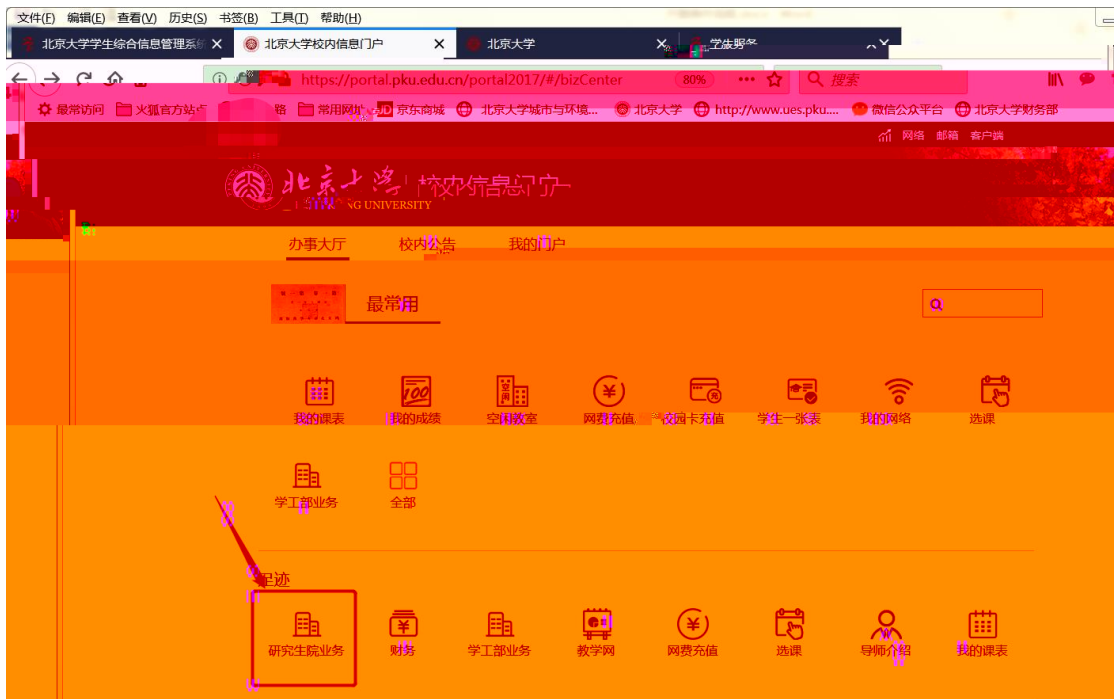 文件(F) 编辑(E) 查看(V) 历史(S) 书签(B) 工具(T) 帮助(H)
北京大学学生综合信息管理系统 北京大学校内信息门户 北京大学
https://portal.pku.edu.cn/portal2017/#/bizCenter 80% 搜索
最常访问 火狐官方站点 常用网址 JD 京东商城 北京大学城市与环境... 北京大学 http://www.ues.pku.... 微信公众平台 北京大学财务部
网络 邮箱 客户端
北京大学 校内信息门户
UNIVERSITY
办事大厅 校内公告 我的门户
最常用
我的课表 我的成绩 空闲教室 网费充值 校园卡充值 学生一张表 我的网络 选课
学工部业务 全部
足迹
研究生院业务 财务 学工部业务 教学网 网费充值 选课 导师介绍 我的课表